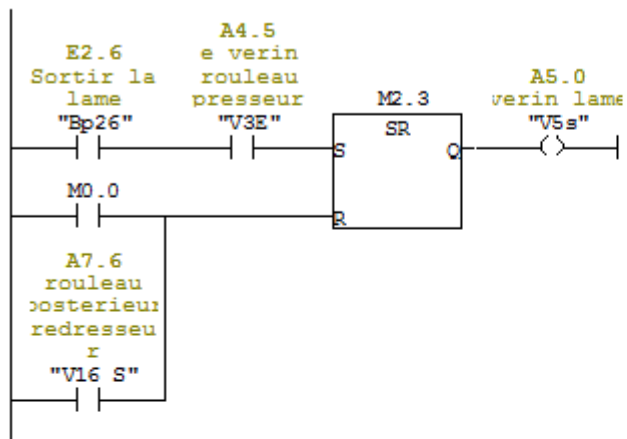 E2.6
Sortir la
lame
"Bp26"
A4.5
e verin
rouleau
presseur
"V3E"
M2.3
SR
S
Q
R
A5.0
verin lame
"V5s"
M0.0
A7.6
rouleau
posterieur
redresseu
r
"V16 S"